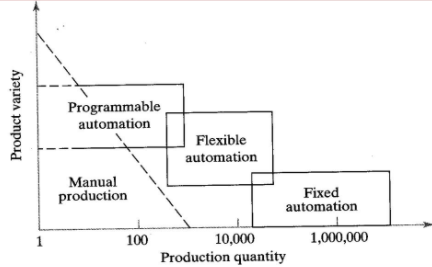 Product variety
Programmable
automation
Flexible
automation
Manual
production
Fixed
automation
1
100
10,000
1,000,000
Production quantity